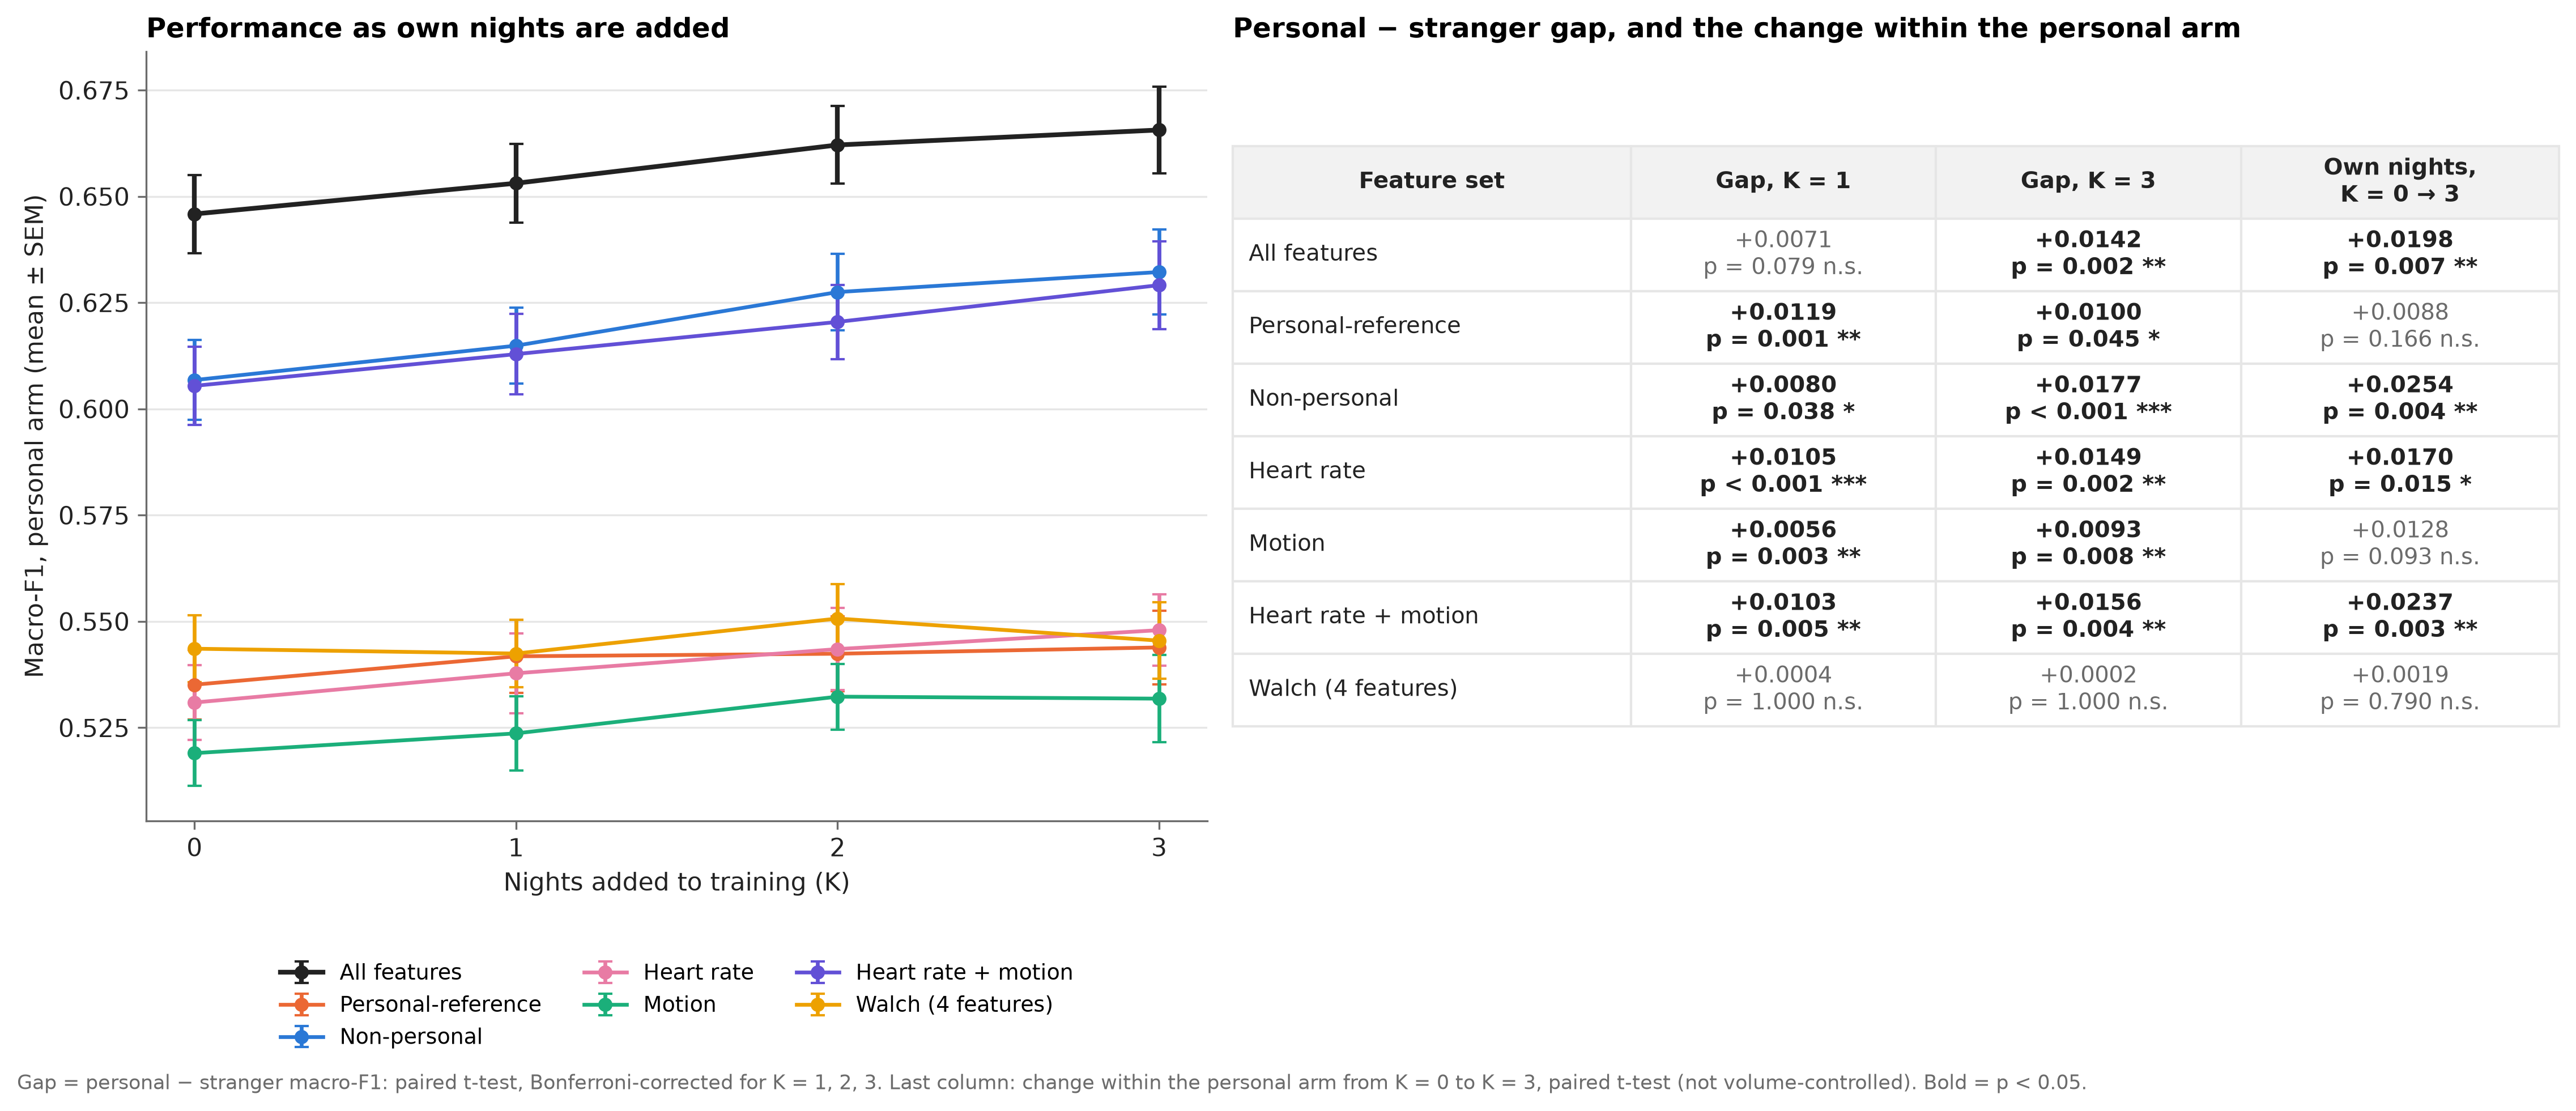 Performance as own nights are added
Macro-F1, personal arm (mean ± SEM)
0.675
0.650
0.625
0.600
0.575
0.550
0.525
0
1
2
3
Nights added to training (K)
All features
Personal-reference
Non-personal
Heart rate
Motion
Heart rate + motion
Walch (4 features)
Personal − stranger gap, and the change within the personal arm
Feature set
Gap, K = 1
Gap, K = 3
Own nights,
K = 0 → 3
All features
+0.0071
p = 0.079 n.s.
+0.0142
p = 0.002 **
+0.0198
p = 0.007 **
Personal-reference
+0.0119
p = 0.001 **
+0.0100
p = 0.045 *
+0.0088
p = 0.166 n.s.
Non-personal
+0.0080
p = 0.038 *
+0.0177
p < 0.001 ***
+0.0254
p = 0.004 **
Heart rate
+0.0105
p < 0.001 ***
+0.0149
p = 0.002 **
+0.0170
p = 0.015 *
Motion
+0.0056
p = 0.003 **
+0.0093
p = 0.008 **
+0.0128
p = 0.093 n.s.
Heart rate + motion
+0.0103
p = 0.005 **
+0.0156
p = 0.004 **
+0.0237
p = 0.003 **
Walch (4 features)
+0.0004
p = 1.000 n.s.
+0.0002
p = 1.000 n.s.
+0.0019
p = 0.790 n.s.
Gap = personal − stranger macro-F1: paired t-test, Bonferroni-corrected for K = 1, 2, 3. Last column: change within the personal arm from K = 0 to K = 3, paired t-test (not volume-controlled). Bold = p < 0.05.